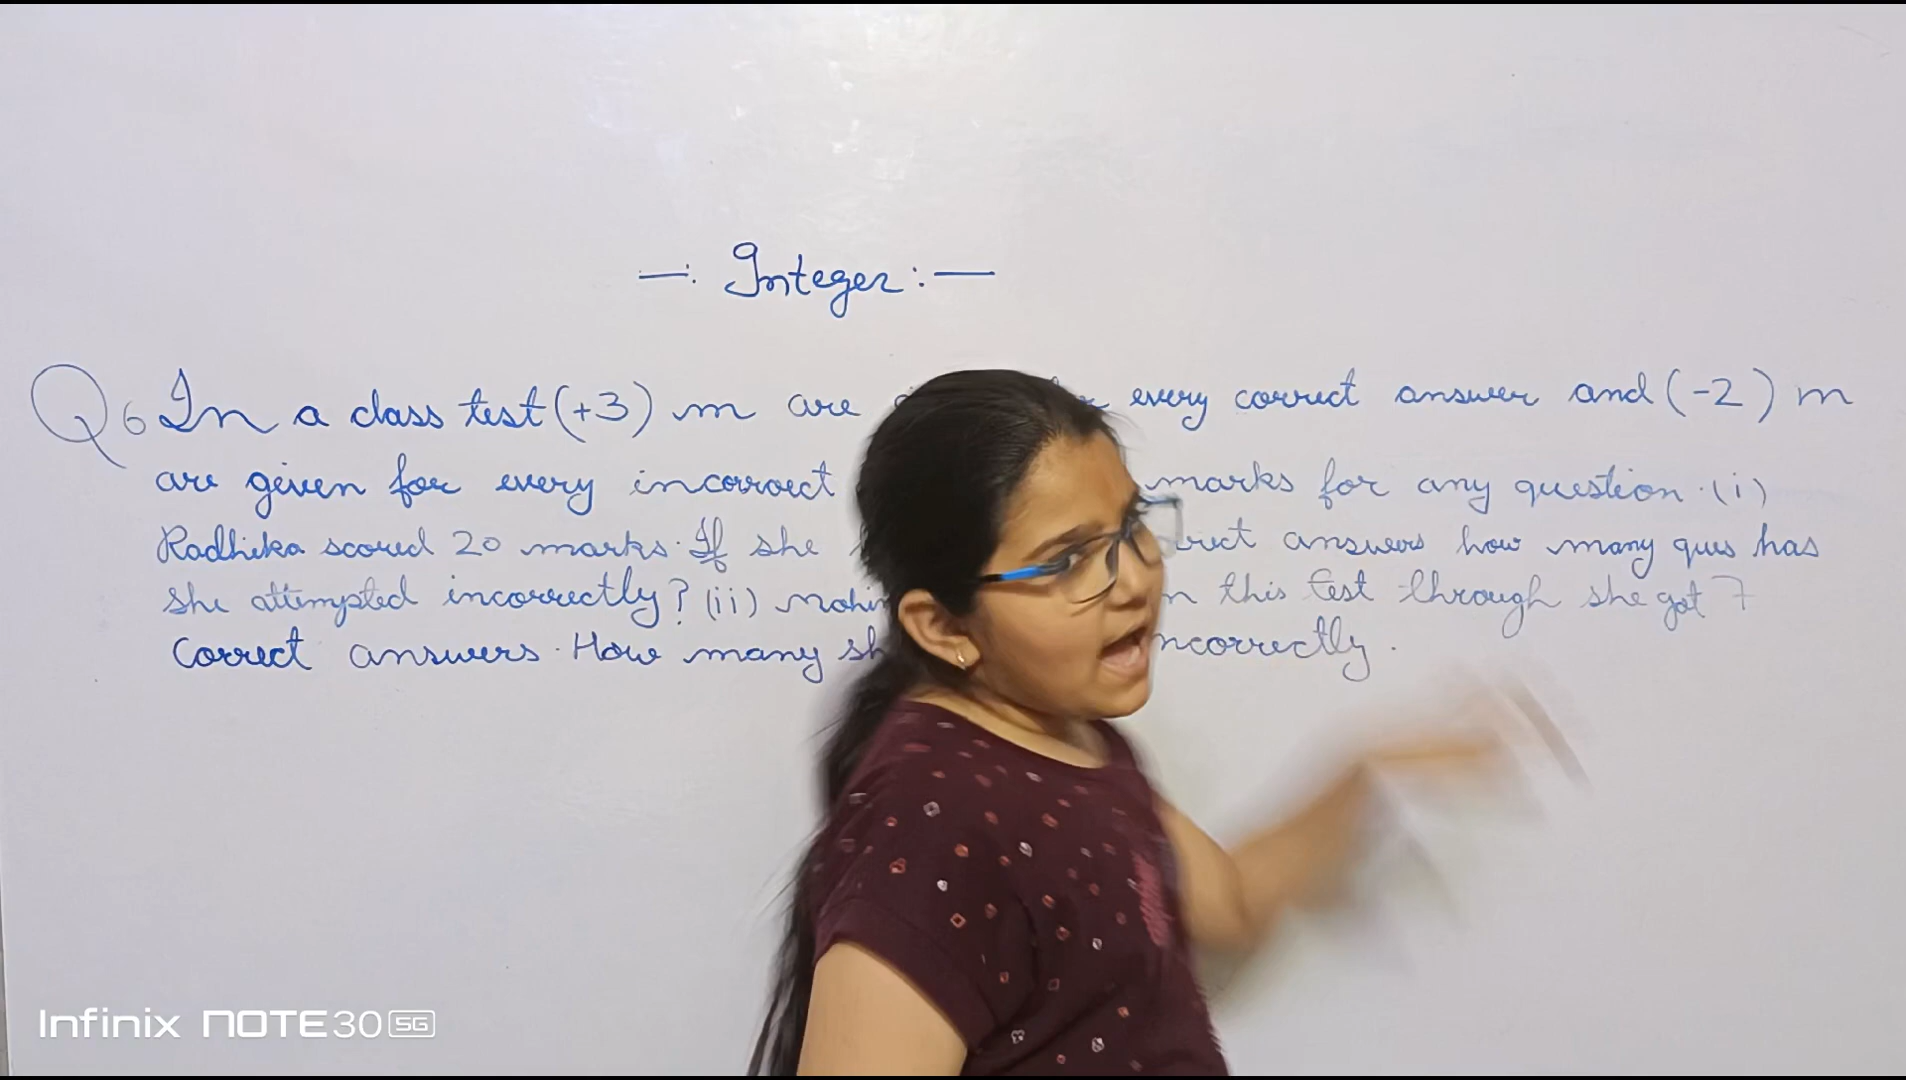 —: Integer:—
Q6 In a class test (+3) m are every correct answer and (-2) m
are given for every incorrect marks for any question. (i)
Radhika scored 20 marks. If she answers how many ques has
she attempted incorrectly? (ii) this test through she got 7
correct answers. How many
Infinix NOTE 30 5G